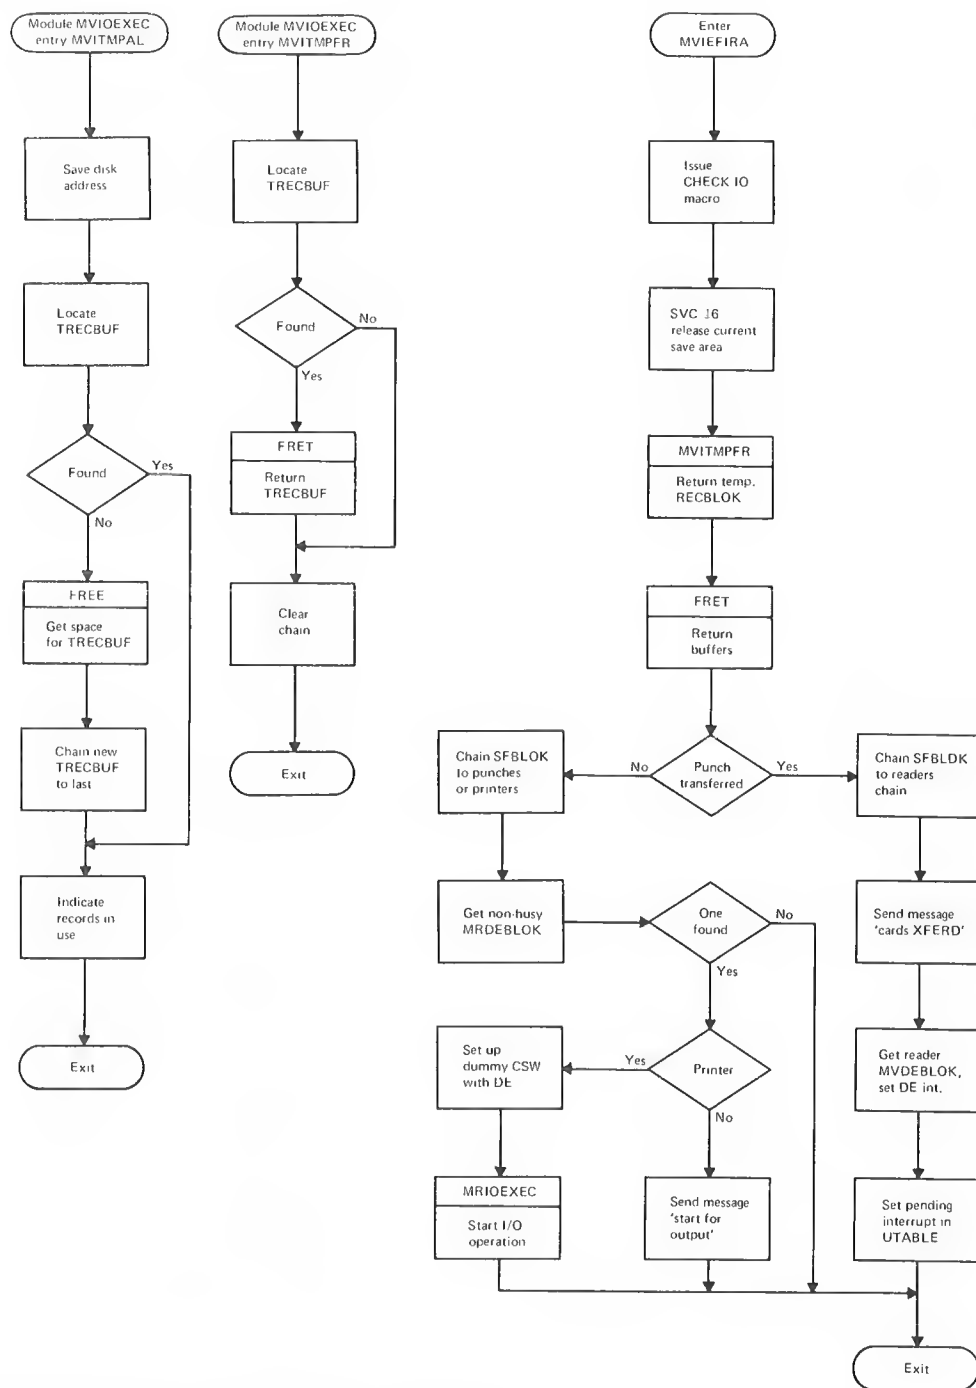 Module MVIOEXEC
entry MVITMPAL
Save disk
address
Locate
TRECBUF
Found
Yes
No
FREE
Get space
for TRECBUF
Chain new
TRECBUF
to last
Indicate
records in
use
Exit
Module MVIOEXEC
entry MVITMPFR
Locate
TRECBUF
Found
No
Yes
FRET
Return
TRECBUF
Clear
chain
Exit
Enter
MVIEFIRA
Issue
CHECK IO
macro
SVC 16
release current
save area
MVITMPFR
Return temp.
RECBLOK
FRET
Return
buffers
Punch
transferred
No
Yes
Chain SFBLOK
to punches
or printers
Get non-busy
MRDEBLOK
One
found
No
Yes
Printer
Yes
No
Set up
dummy CSW
with DE
MRIOEXEC
Start I/O
operation
Send message
'start for
output'
Chain SFBLOK
to readers
chain
Send message
'cards XFERD'
Get reader
MVDEBLOK,
set DE int.
Set pending
interrupt in
UTABLE
Exit